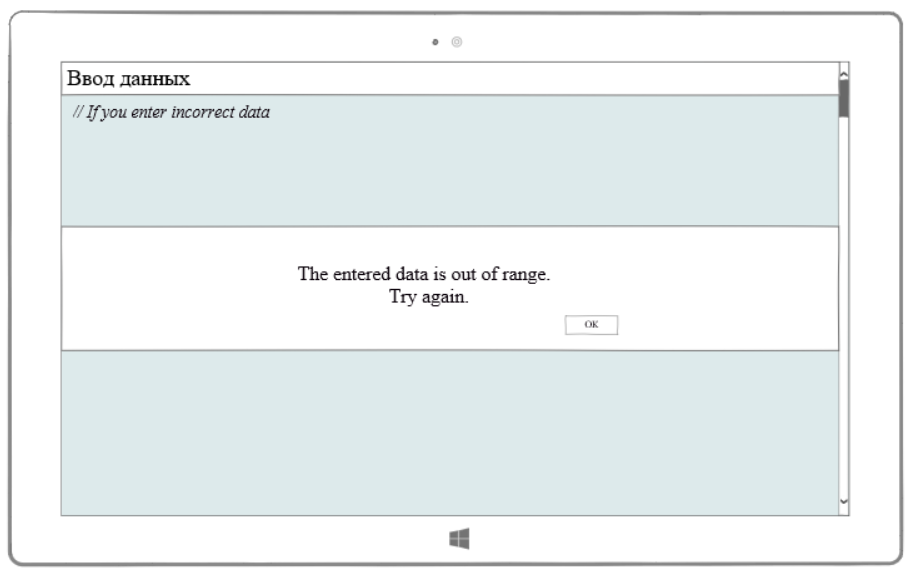 Ввод данных
// If you enter incorrect data
The entered data is out of range.
Try again.
OK